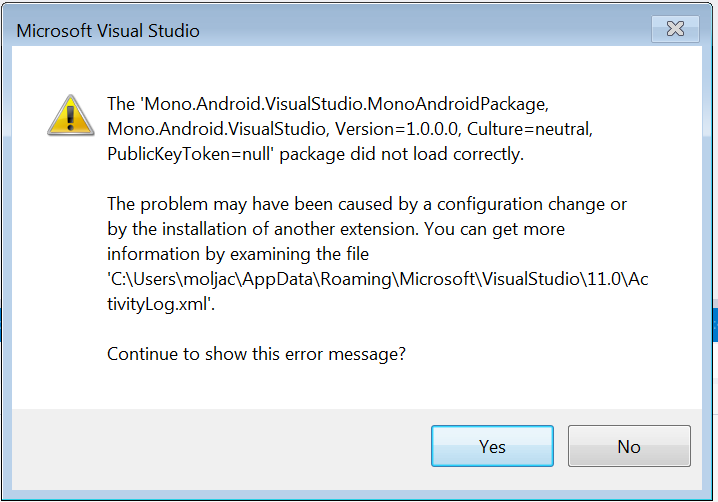 Microsoft Visual Studio
The 'Mono.Android.VisualStudio.MonoAndroidPackage,
Mono.Android.VisualStudio, Version=1.0.0.0, Culture=neutral,
PublicKeyToken=null' package did not load correctly.
The problem may have been caused by a configuration change or
by the installation of another extension. You can get more
information by examining the file
'C:\Users\moljac\AppData\Roaming\Microsoft\VisualStudio\11.0\Ac
tivityLog.xml'.
Continue to show this error message?
Yes
No